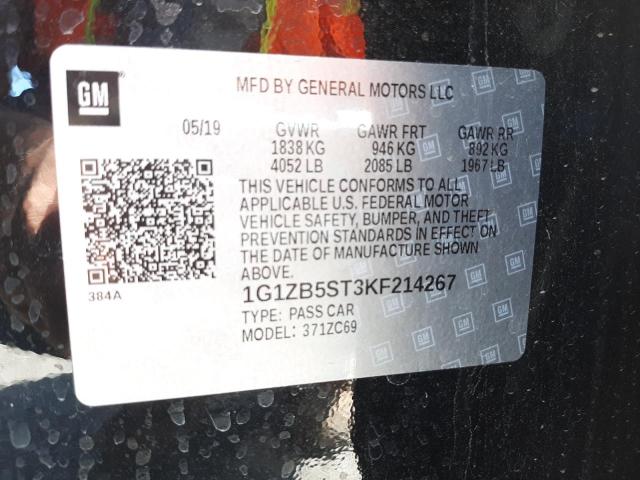 GM
MFD BY GENERAL MOTORS LLC
05/19 GVWR GAWR FRT GAWR RR
1838 KG 946 KG 892 KG
4052 LB 2085 LB 1967 LB
THIS VEHICLE CONFORMS TO ALL
APPLICABLE U.S. FEDERAL MOTOR
VEHICLE SAFETY, BUMPER, AND THEFT
PREVENTION STANDARDS IN EFFECT ON
THE DATE OF MANUFACTURE SHOWN
ABOVE.
384A
1G1ZB5ST3KF214267
TYPE: PASS CAR
MODEL: 371ZC69